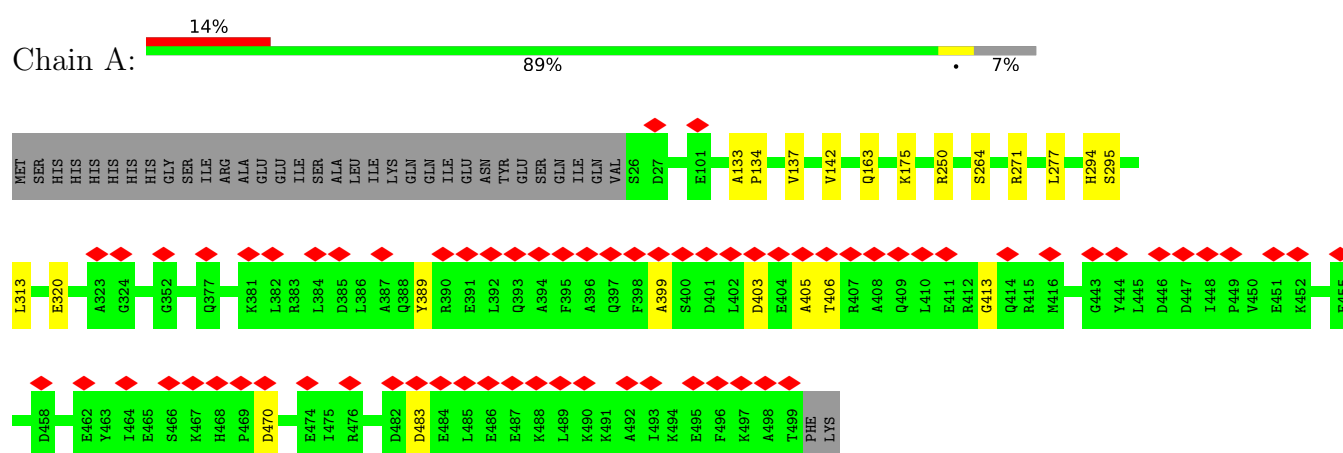 14%
Chain A:
89% • 7%
MET SER HIS HIS HIS HIS HIS HIS GLY SER ILE ARG ALA GLU GLU ILE SER ALA LEU ILE LYS GLN GLN ILE GLU ASN TYR GLU SER GLN ILE GLN VAL S26 D27 E101 A133 P134 V137 V142 Q163 K175 R250 S264 R271 L277 H294 S295
L313 E320 A323 G324 G352 Q377 K381 L382 R383 L384 D385 L386 A387 Q388 Y389 R390 E391 L392 Q393 A394 F395 A396 Q397 F398 A399 S400 D401 L402 D403 E404 A405 T406 R407 A408 Q409 L410 E411 R412 G413 Q414 R415 M416 G443 Y444 L445 D446 D447 I448 P449 V450 E451 K452
D458 E462 Y463 I464 E465 S466 K467 H468 P469 D470 E474 I475 R476 D482 D483 E484 L485 E486 E487 K488 L489 K490 K491 A492 I493 K494 E495 F496 K497 A498 T499 PHE LYS